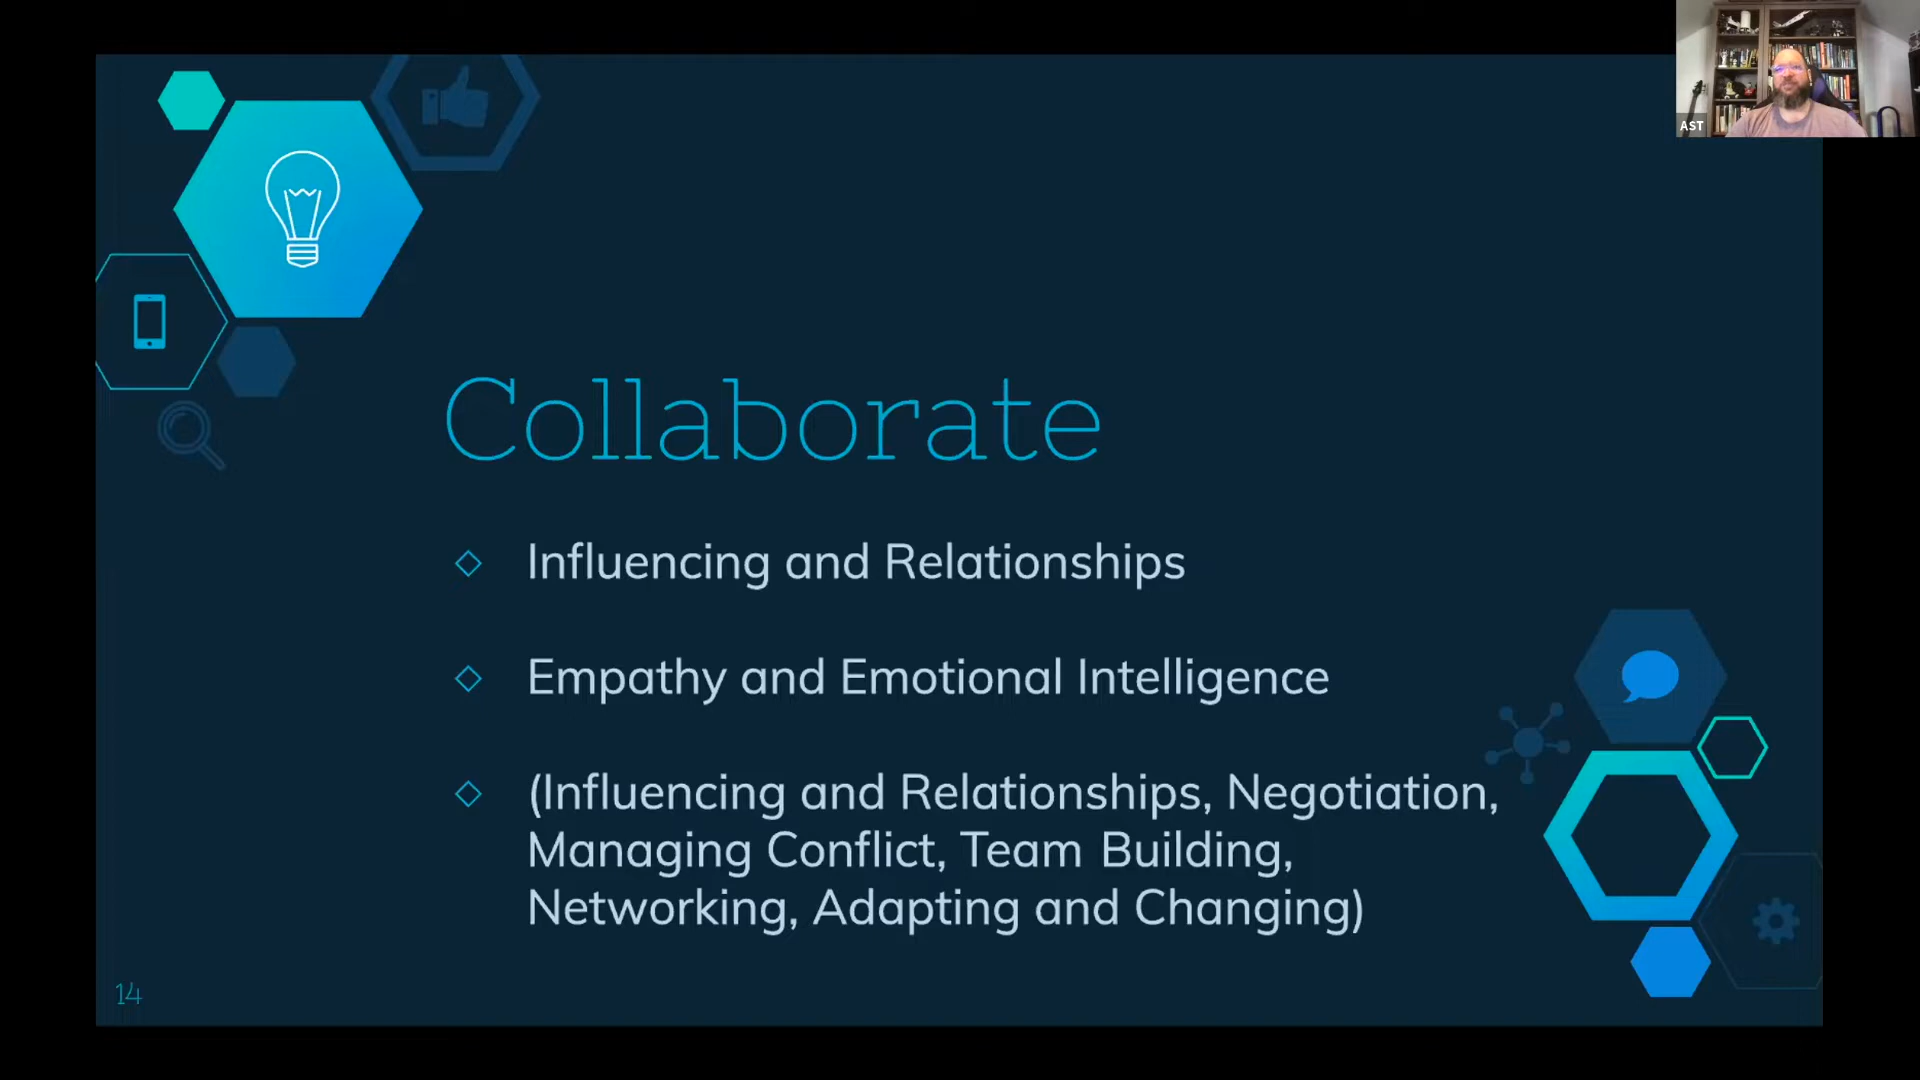 AST
Collaborate
Influencing and Relationships
Empathy and Emotional Intelligence
(Influencing and Relationships, Negotiation,
Managing Conflict, Team Building,
Networking, Adapting and Changing)
14